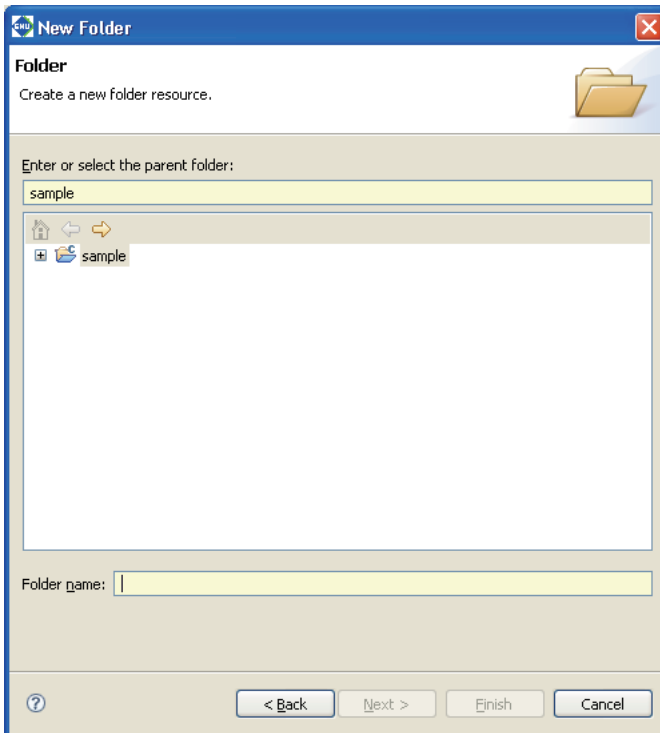 New Folder
Folder
Create a new folder resource.
Enter or select the parent folder:
sample
sample
Folder name:
< Back Next > Finish Cancel